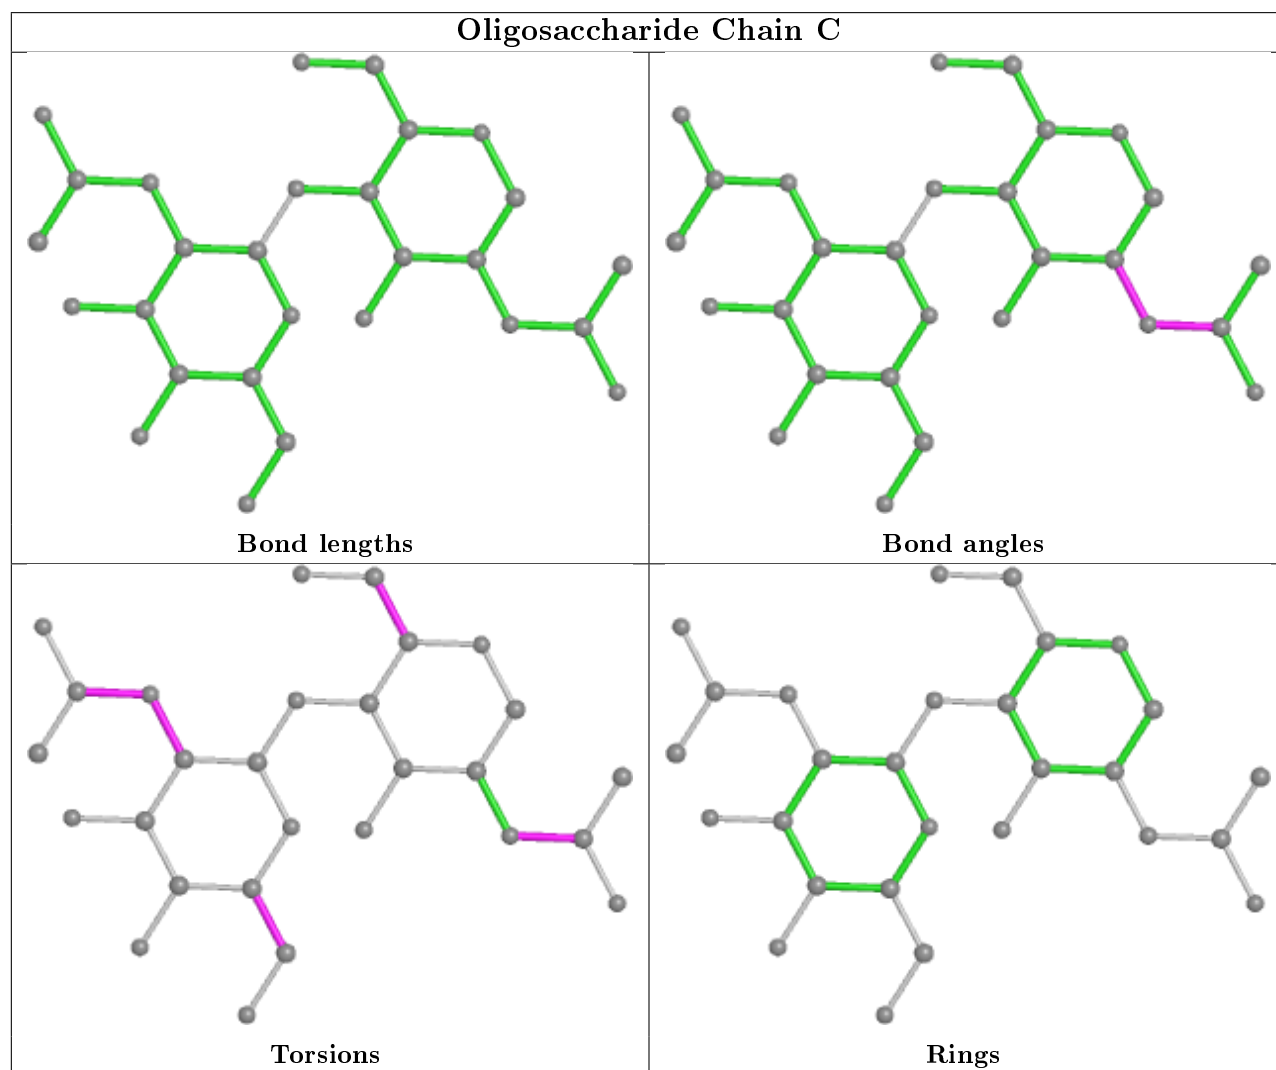 Oligosaccharide Chain C
Bond lengths
Bond angles
Torsions
Rings